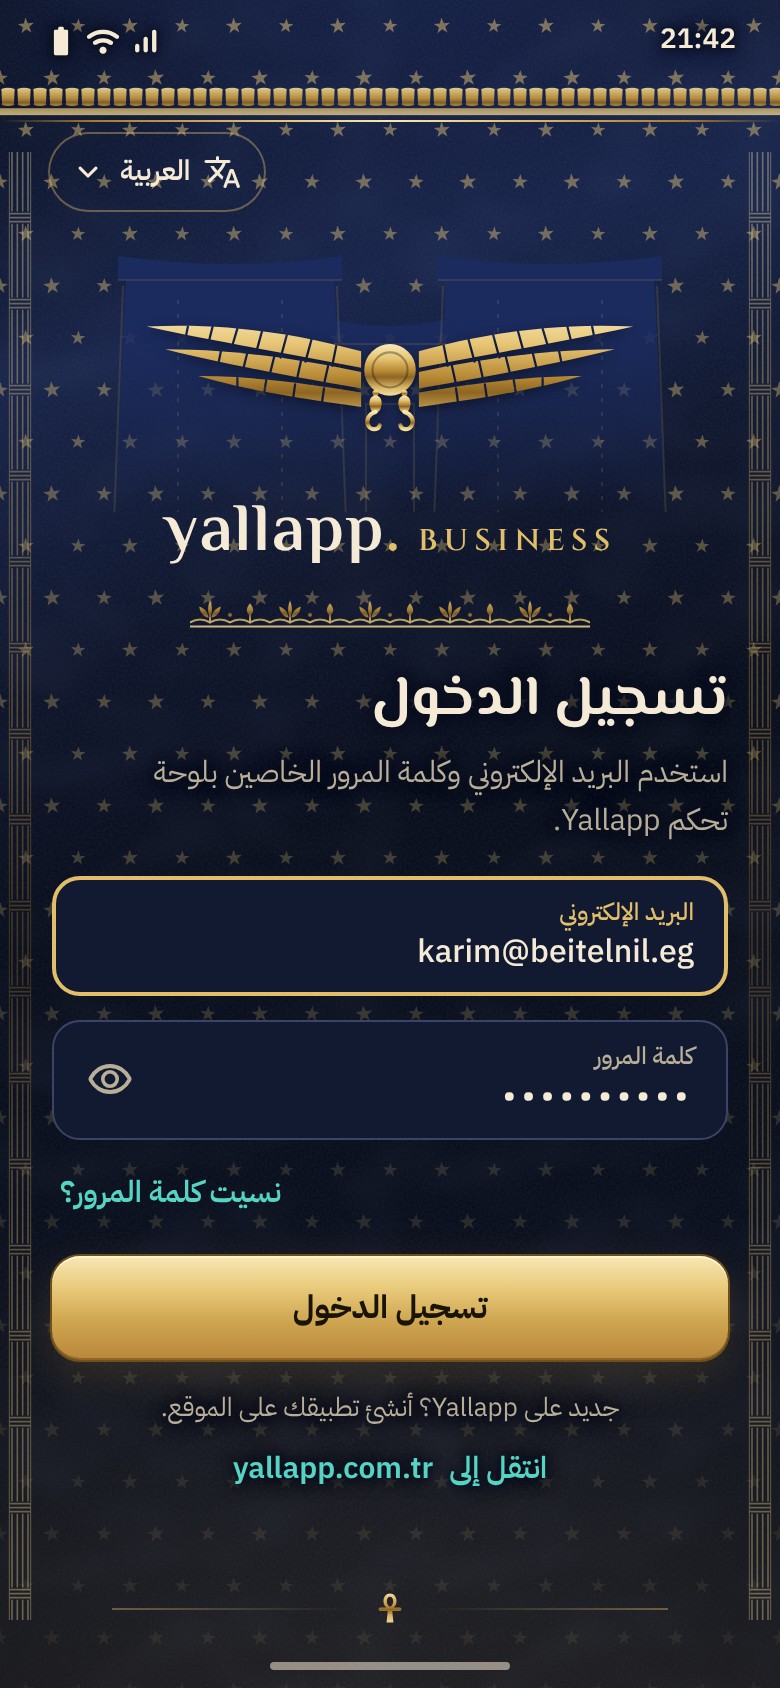 21:42
العربية
yallapp. BUSINESS
تسجيل الدخول
استخدم البريد الإلكتروني وكلمة المرور الخاصين بلوحة
تحكم Yallapp.
البريد الإلكتروني
karim@beitelnil.eg
كلمة المرور
••••••••••
نسيت كلمة المرور؟
تسجيل الدخول
جديد على Yallapp؟ أنشئ تطبيقك على الموقع.
انتقل إلى yallapp.com.tr